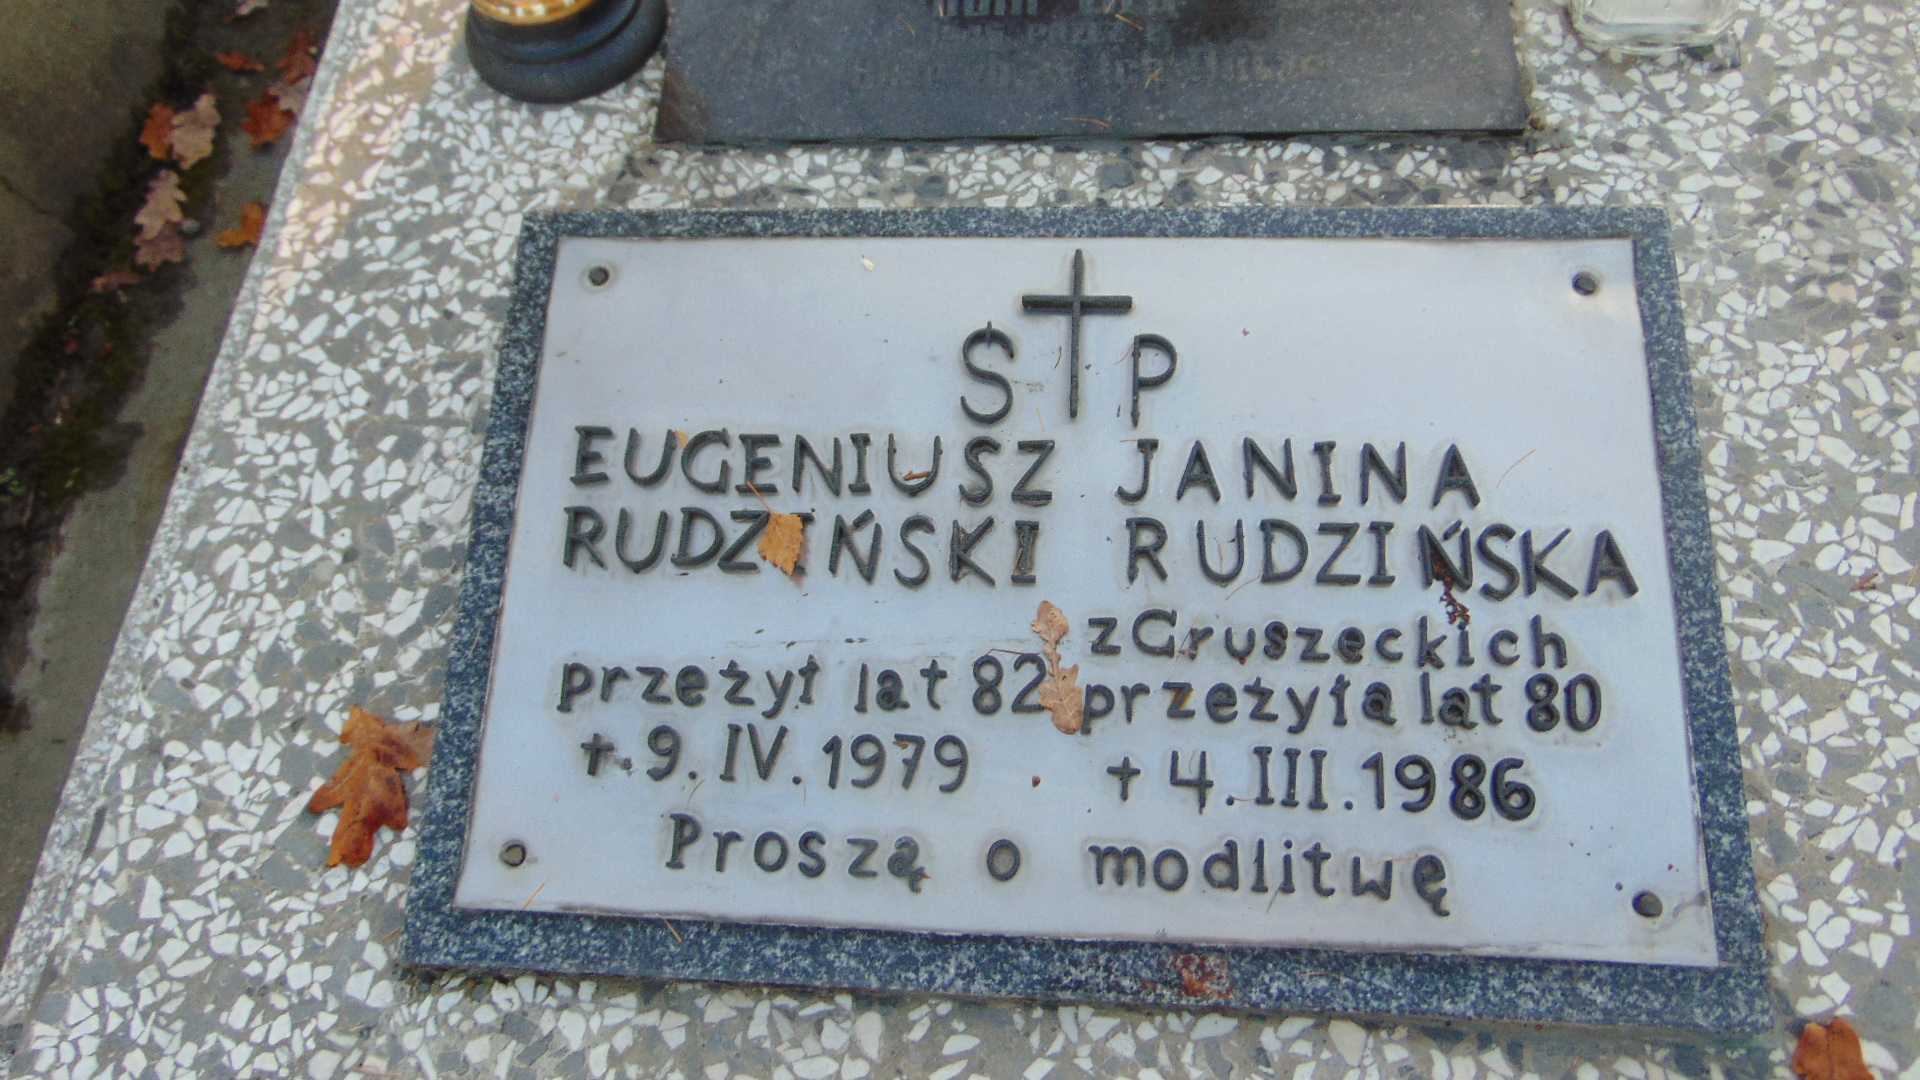 Ś P
EUGENIUSZ JANINA
RUDZIŃSKI RUDZIŃSKA
z Gruszeckich
przeżył lat 82 przeżyła lat 80
+ 9. IV. 1979 + 4. III. 1986
Proszą o modlitwę